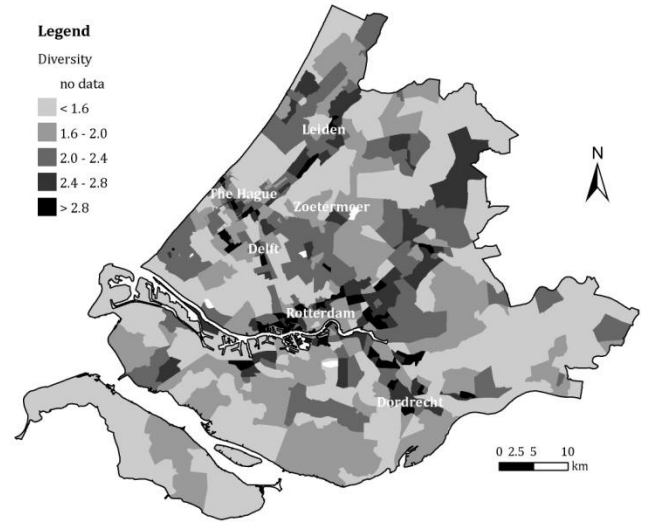 Legend
Diversity
no data
< 1.6
1.6 - 2.0
2.0 - 2.4
2.4 - 2.8
> 2.8
Leiden
The Hague
Zoetermeer
Delft
Rotterdam
Dordrecht
N
0 2.5 5 10
km